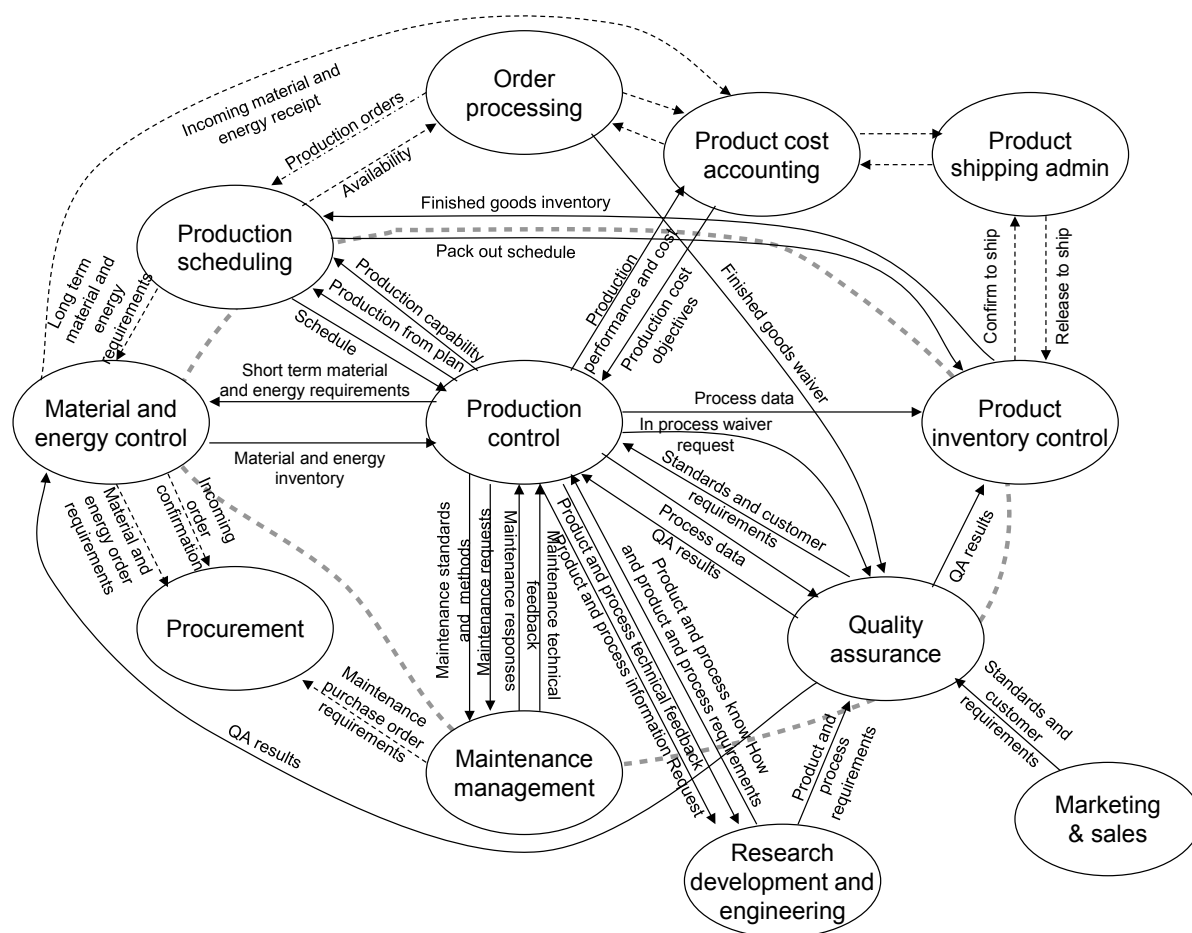 Order
processing
Incoming material and
energy receipt
Production orders
Availability
Product cost
accounting
Product
shipping admin
Production
scheduling
Finished goods inventory
Pack out schedule
Long term
material and
energy
requirements
Production capability
Production from plan
Schedule
Production
performance and cost
Production cost
objectives
Finished goods waiver
Confirm to ship
Release to ship
Short term material
and energy requirements
Material and
energy control
Material and energy
inventory
Production
control
Process data
In process waiver
request
Product
inventory control
Standards and customer
requirements
Process data
QA results
Material and
energy order
requirements
Incoming
order
confirmation
Maintenance standards
and methods
Maintenance requests
Maintenance responses
Maintenance technical
feedback
Product and process technical feedback
Product and process information Request
Product and process know How
and product and process requirements
QA results
Procurement
Quality
assurance
Maintenance
purchase order
requirements
QA results
Maintenance
management
Product and
process
requirements
Standards and
customer
requirements
Marketing
& sales
Research
development and
engineering